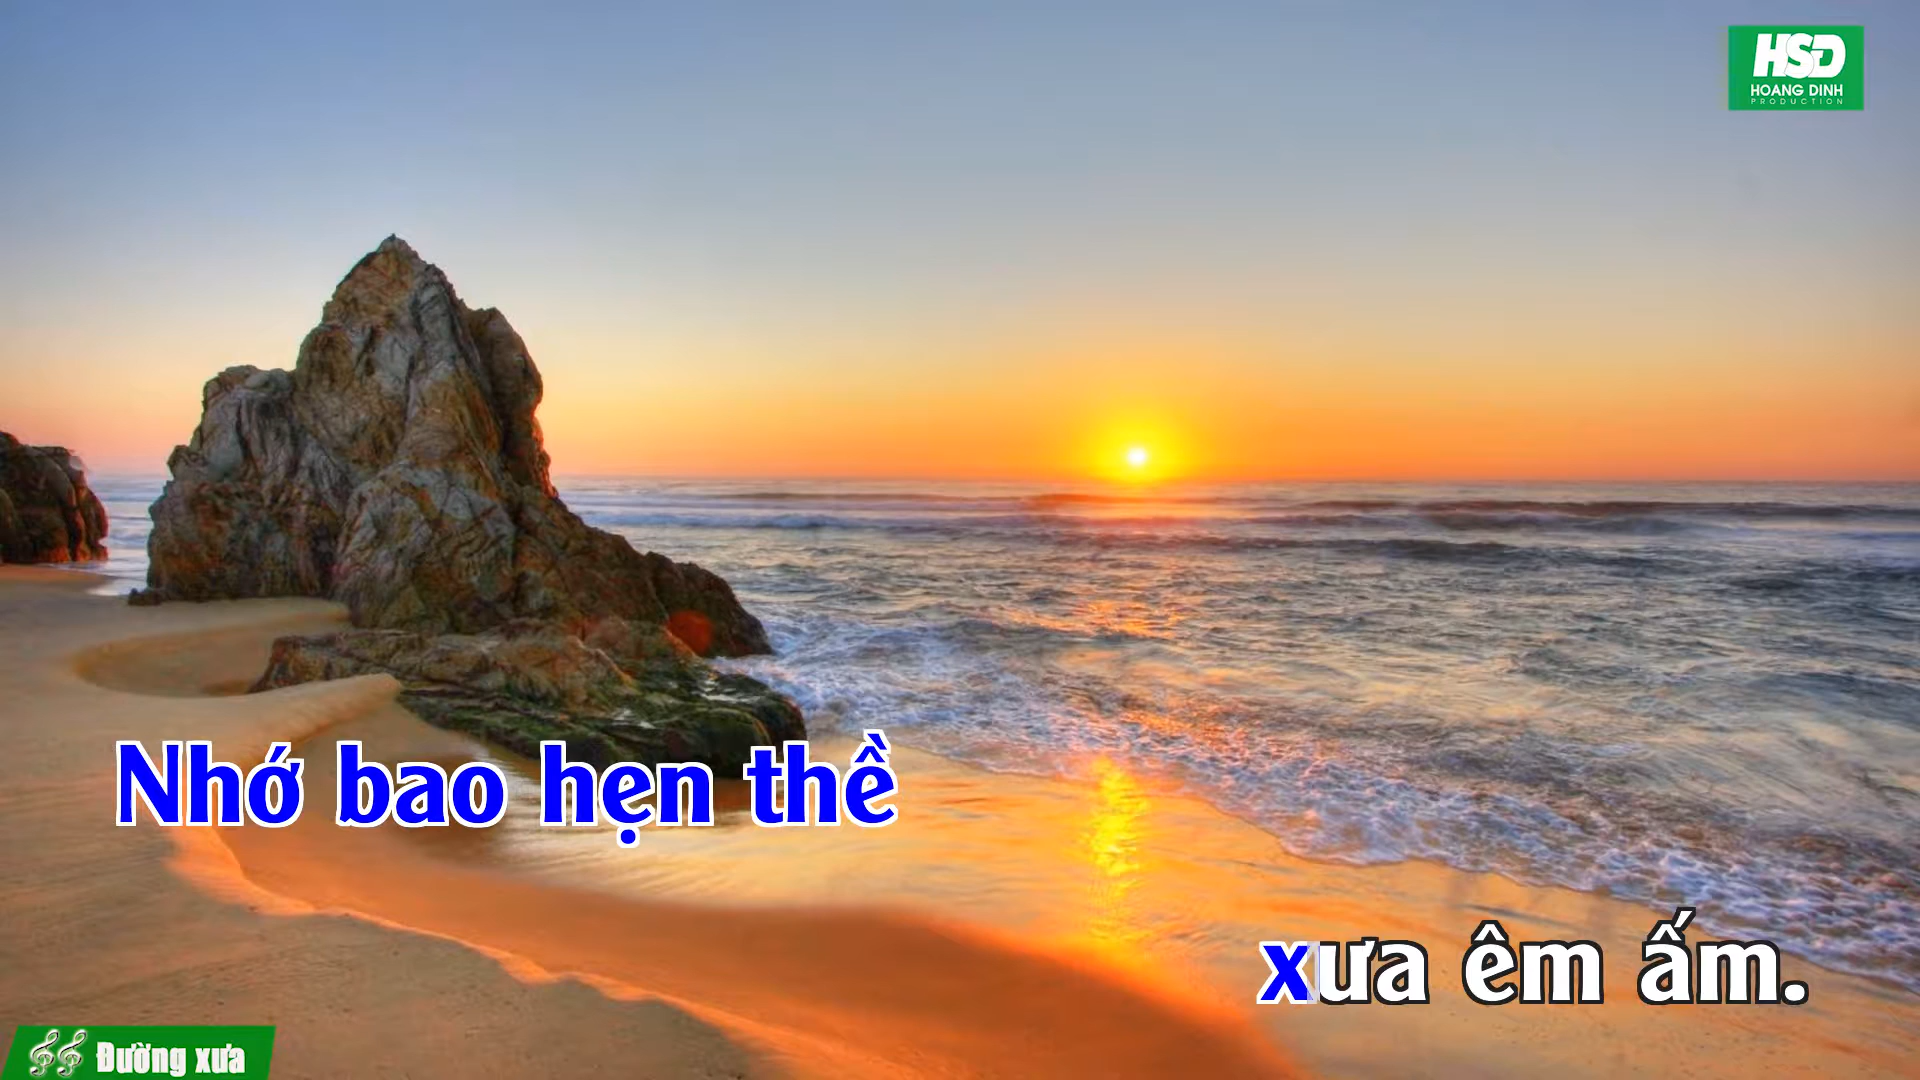 HSD
HOANG DINH
PRODUCTION
Nhớ bao hẹn thề
xưa êm ấm.
Đường xưa